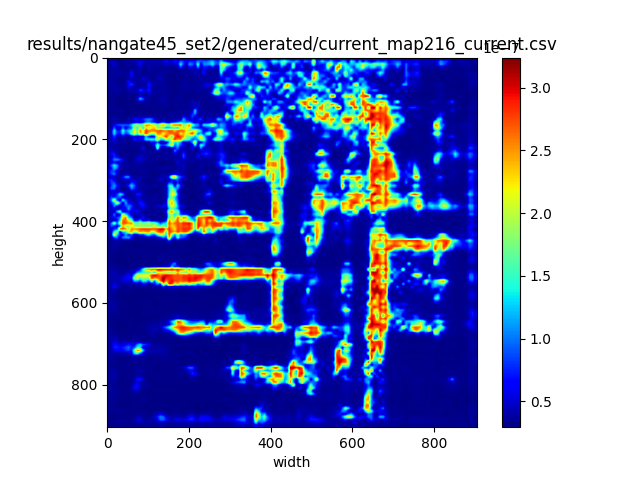 results/nangate45_set2/generated/current_map216_current.csv
1e−7
0
200
400
600
800
height
0 200 400 600 800
width
3.0
2.5
2.0
1.5
1.0
0.5